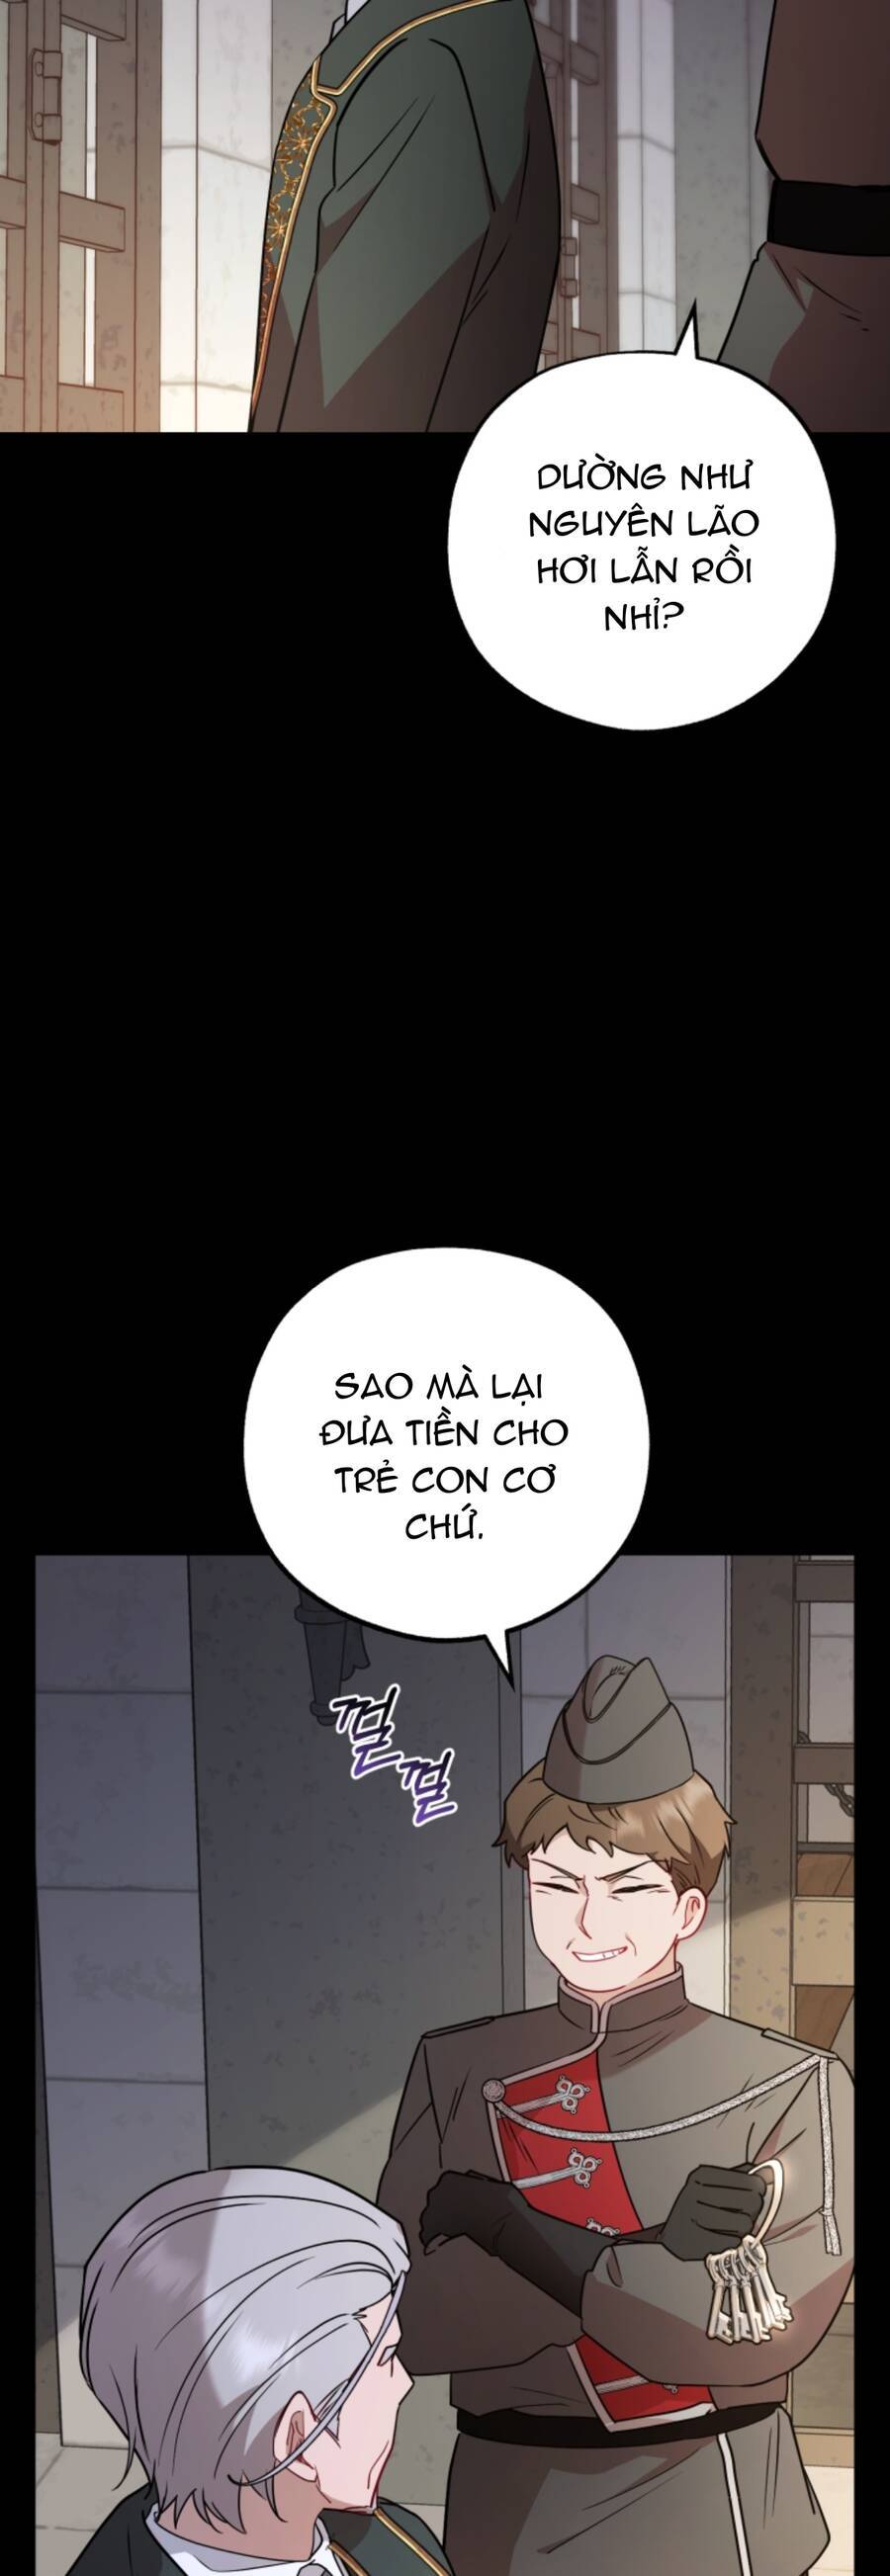 DƯỜNG NHƯ
NGUYÊN LÃO
HƠI LẪN RỒI
NHỈ?
SAO MÀ LẠI
ĐƯA TIỀN CHO
TRẺ CON CƠ
CHỨ.
껄
껄